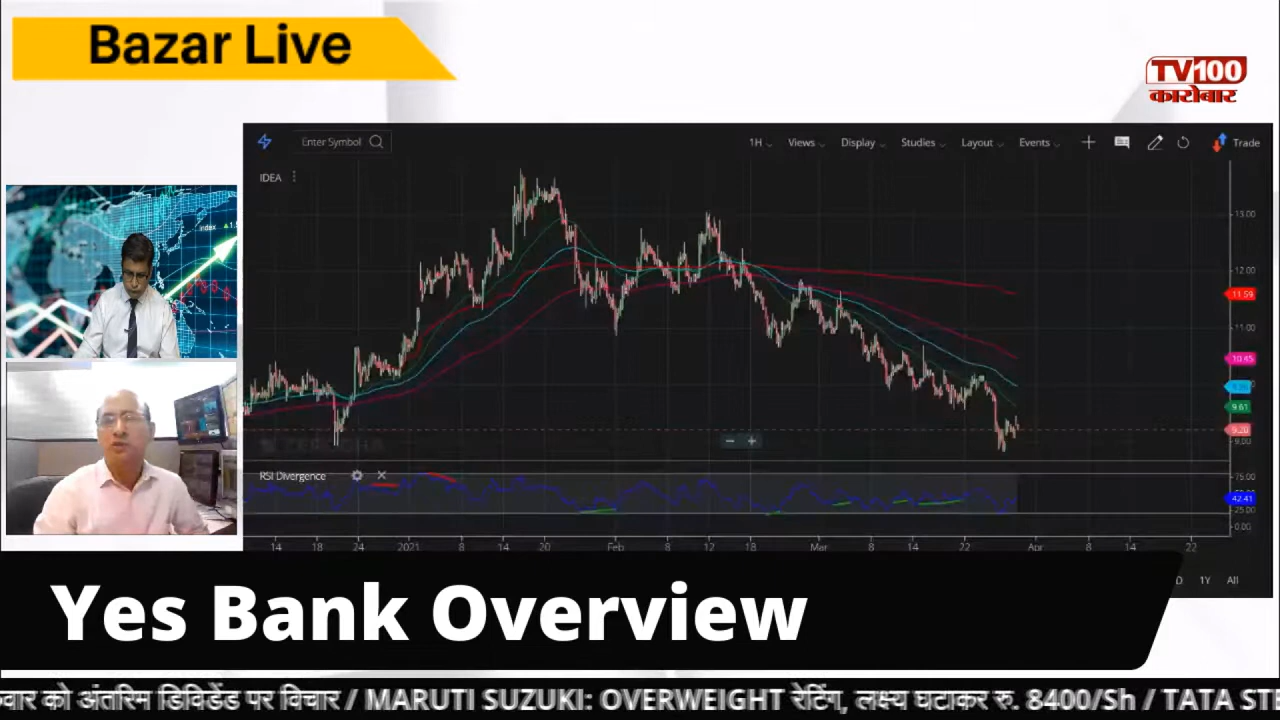 Bazar Live
TV100
कारोबार
Enter Symbol
1H Views Display Studies Layout Events Trade
IDEA
Index
13.00
12.00
11.59
11.00
10.45
9.61
9.20
9.00
RSI Divergence
75.00
42.41
25.00
0.00
14 18 24 2021 8 14 20 Feb 8 12 18 Mar 8 14 22 Apr 8 14 22
D 1Y All
Yes Bank Overview
को अंतरिम डिविडेंड पर विचार / MARUTI SUZUKI: OVERWEIGHT रेटिंग, लक्ष्य घटाकर रु. 8400/Sh / TATA STE